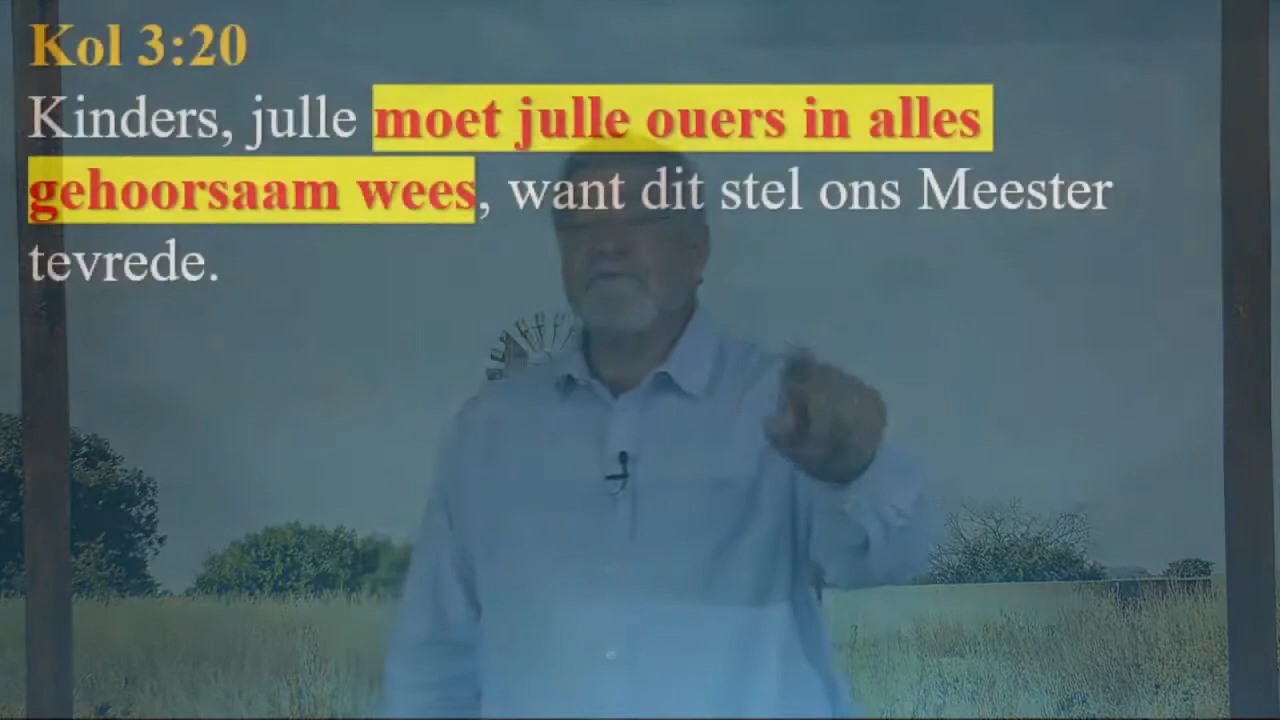 Kol 3:20
Kinders, julle moet julle ouers in alles
gehoorsaam wees, want dit stel ons Meester
tevrede.